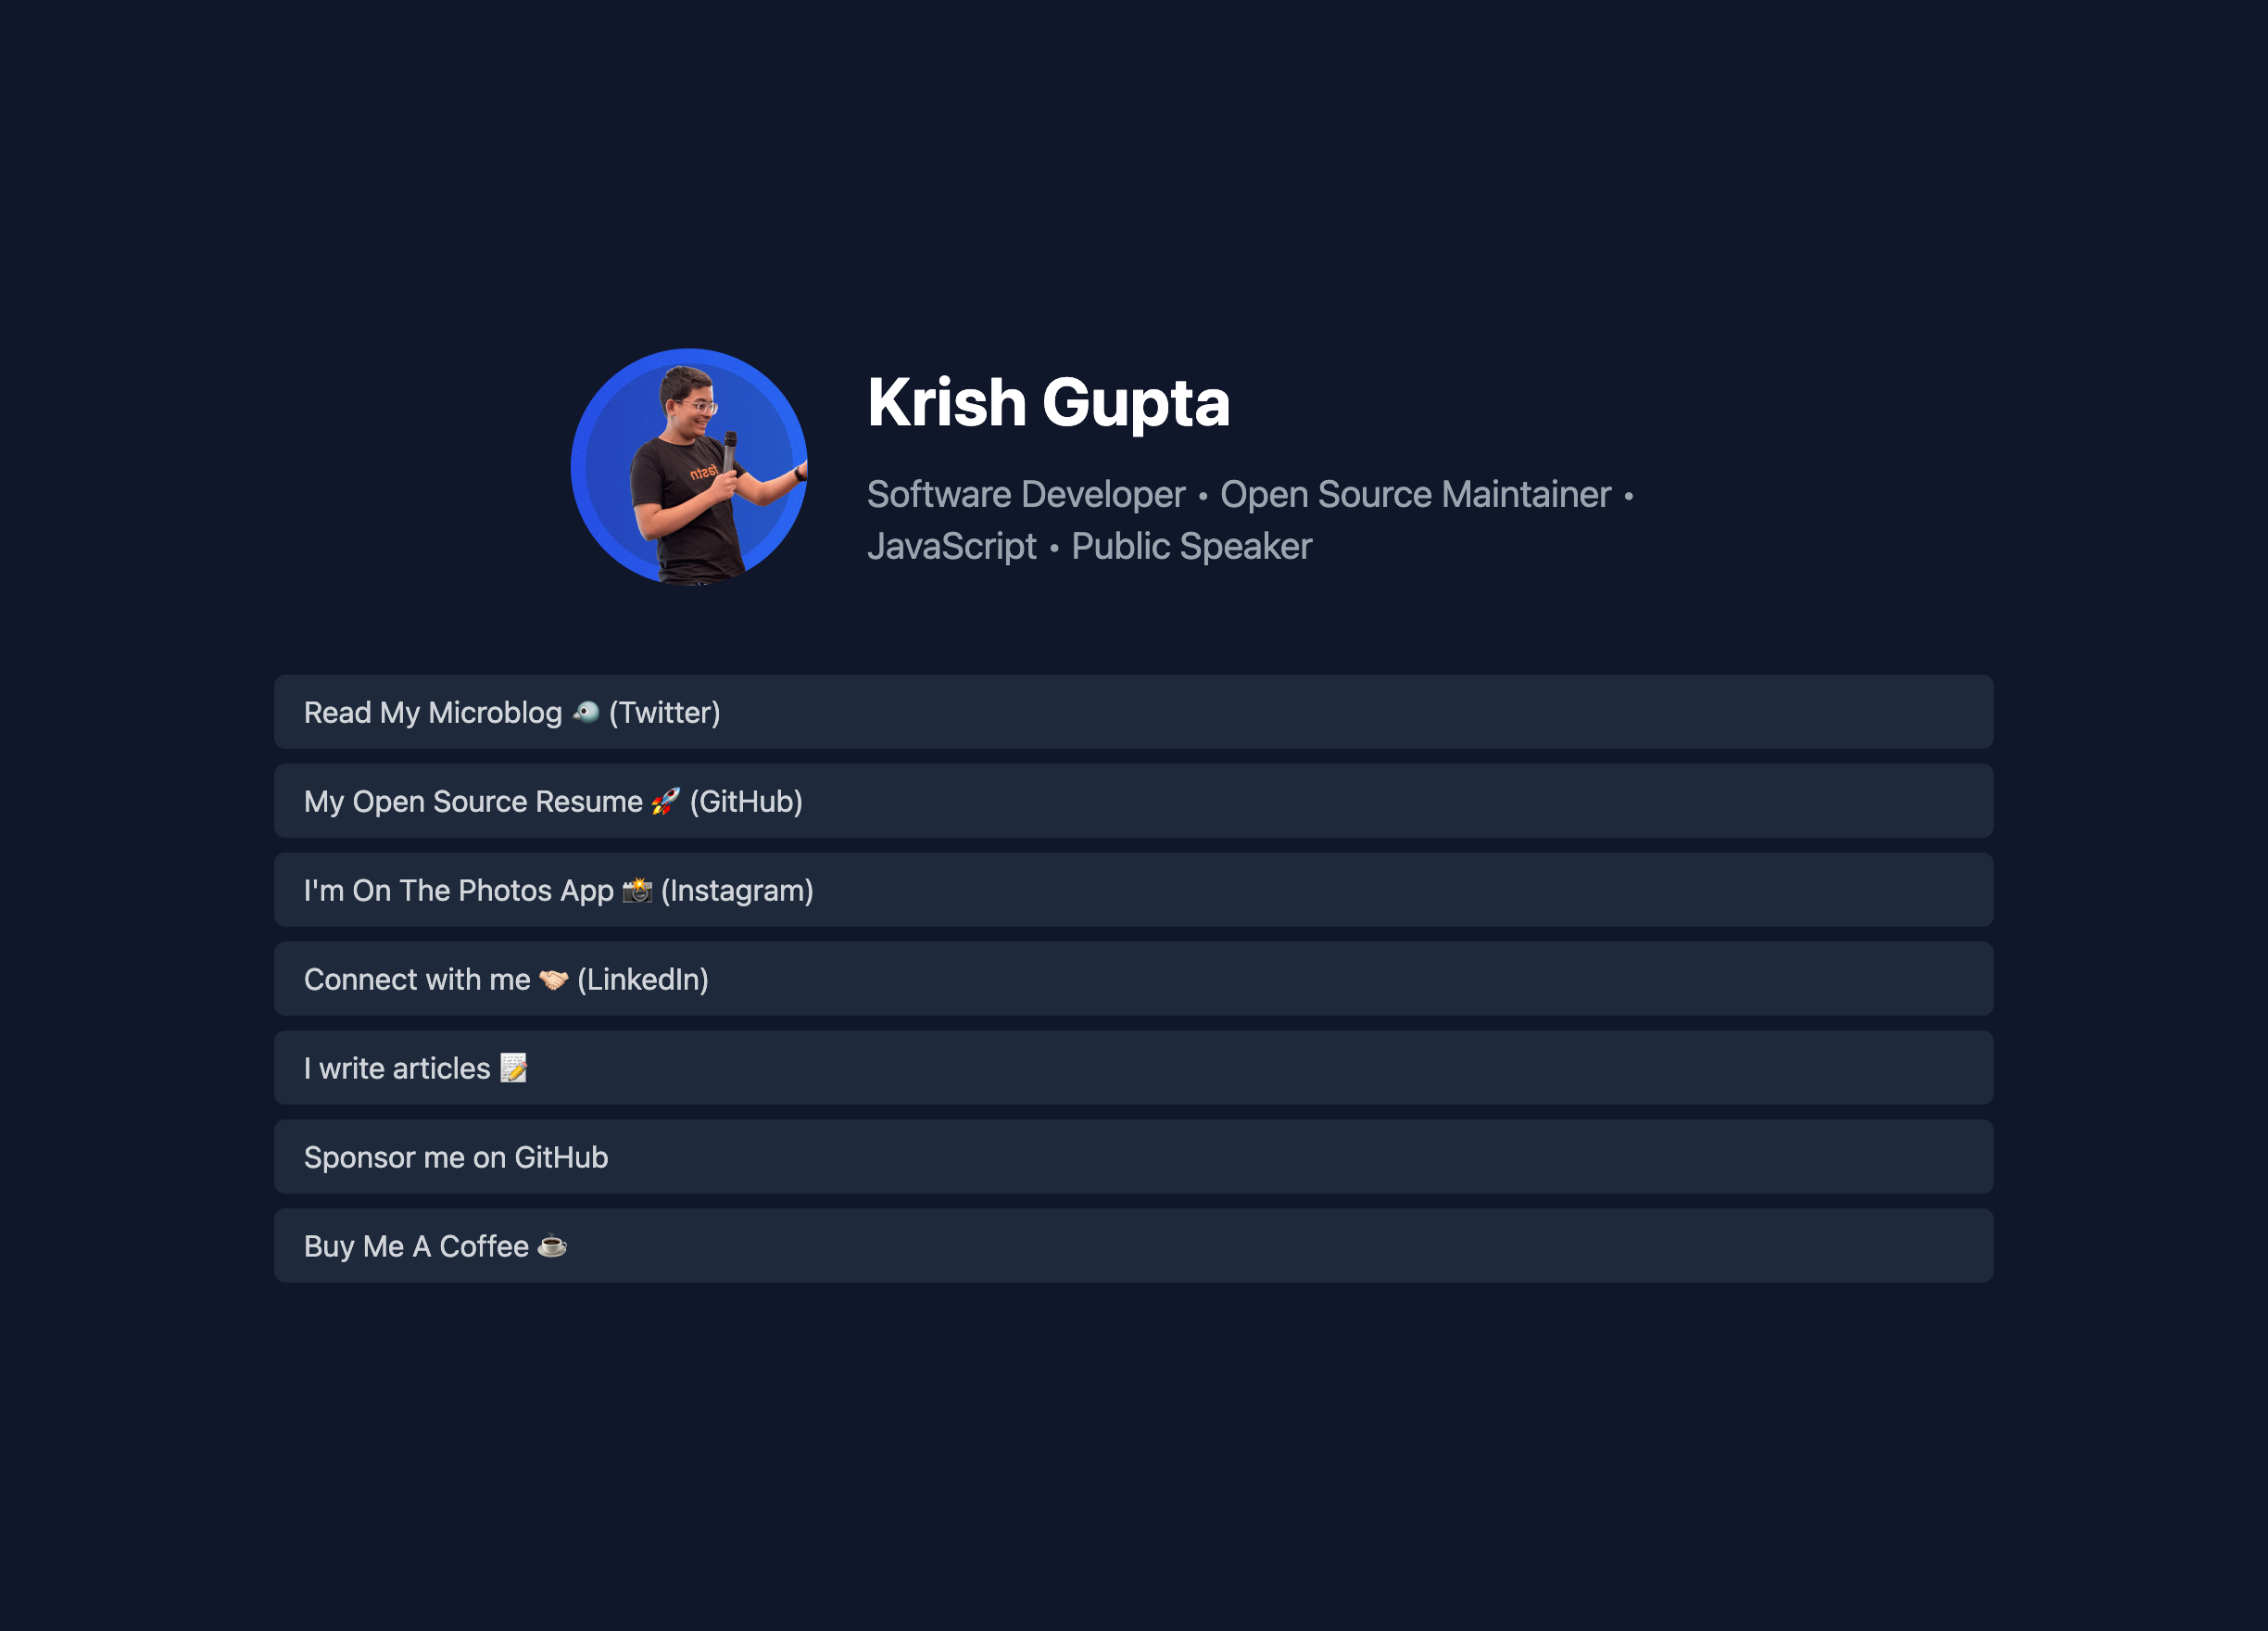 Krish Gupta
Software Developer • Open Source Maintainer •
JavaScript • Public Speaker
fastn
Read My Microblog 🐦 (Twitter)
My Open Source Resume 🚀 (GitHub)
I'm On The Photos App 📸 (Instagram)
Connect with me 🤝🏻 (LinkedIn)
I write articles 📝
Sponsor me on GitHub
Buy Me A Coffee ☕